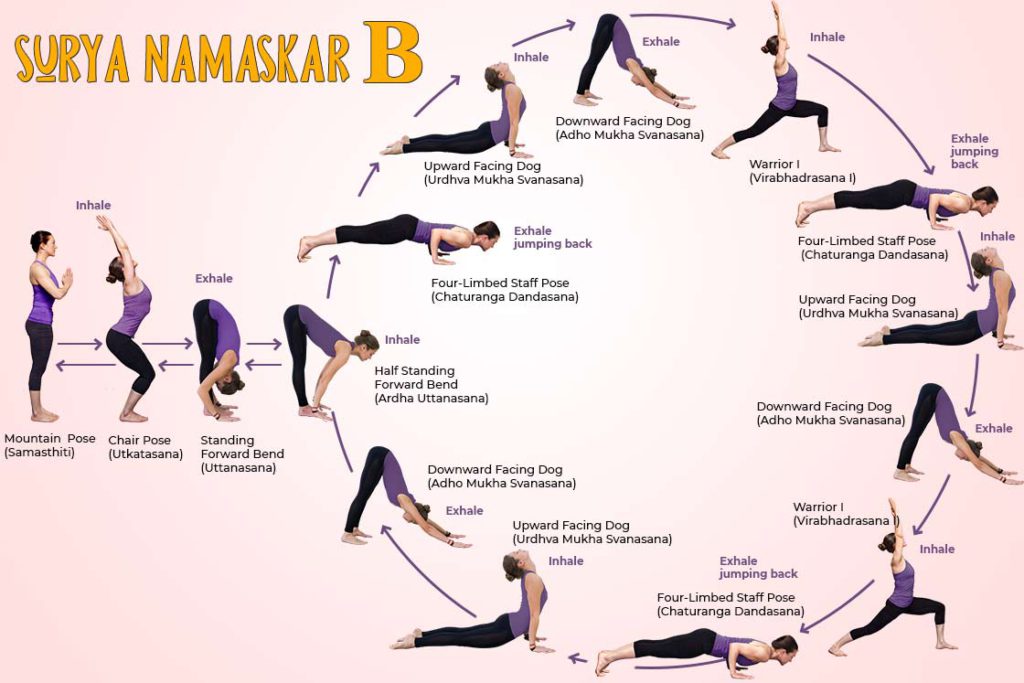 SURYA NAMASKAR B
Inhale
Mountain Pose
(Samasthiti)
Chair Pose
(Utkatasana)
Exhale
Standing
Forward Bend
(Uttanasana)
Inhale
Half Standing
Forward Bend
(Ardha Uttanasana)
Exhale
jumping back
Four-Limbed Staff Pose
(Chaturanga Dandasana)
Inhale
Upward Facing Dog
(Urdhva Mukha Svanasana)
Exhale
Downward Facing Dog
(Adho Mukha Svanasana)
Inhale
Warrior I
(Virabhadrasana I)
Exhale
jumping
back
Four-Limbed Staff Pose
(Chaturanga Dandasana)
Inhale
Upward Facing Dog
(Urdhva Mukha Svanasana)
Downward Facing Dog
(Adho Mukha Svanasana)
Exhale
Warrior I
(Virabhadrasana I)
Inhale
Exhale
jumping back
Four-Limbed Staff Pose
(Chaturanga Dandasana)
Upward Facing Dog
(Urdhva Mukha Svanasana)
Inhale
Downward Facing Dog
(Adho Mukha Svanasana)
Exhale